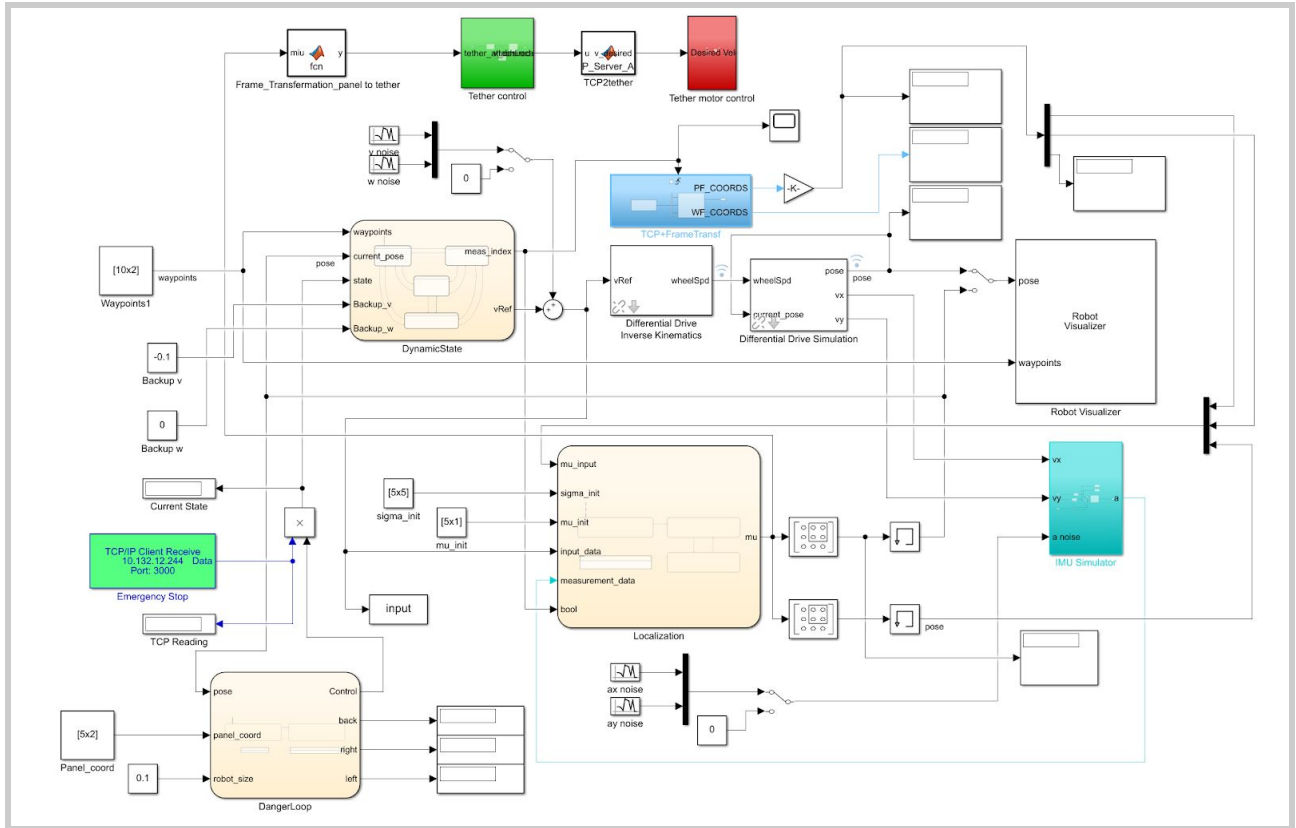 miu
y
fcn
Frame_Transfermation_panel to tether
Tether control
u
P_Server_A
TCP2tether
Desired Vel
Tether motor control
v noise
w noise
0
PF_COORDS
WF_COORDS
TCP+FrameTransf
-K-
[10x2]
Waypoints1
waypoints
pose
waypoints
current_pose
state
Backup_v
Backup_w
meas_index
vRef
DynamicState
vRef
wheelSpd
Differential Drive
Inverse Kinematics
wheelSpd
current_pose
pose
vx
vy
Differential Drive Simulation
pose
pose
waypoints
Robot
Visualizer
Robot Visualizer
-0.1
Backup v
0
Backup w
Current State
×
TCP/IP Client Receive
10.132.12.244 Data
Port: 3000
Emergency Stop
TCP Reading
[5x5]
sigma_init
[5x1]
mu_init
input
mu_input
sigma_init
mu_init
input_data
measurement_data
bool
mu
Localization
pose
vx
vy
a noise
a
IMU Simulator
ax noise
ay noise
0
[5x2]
Panel_coord
0.1
pose
panel_coord
robot_size
Control
back
right
left
DangerLoop